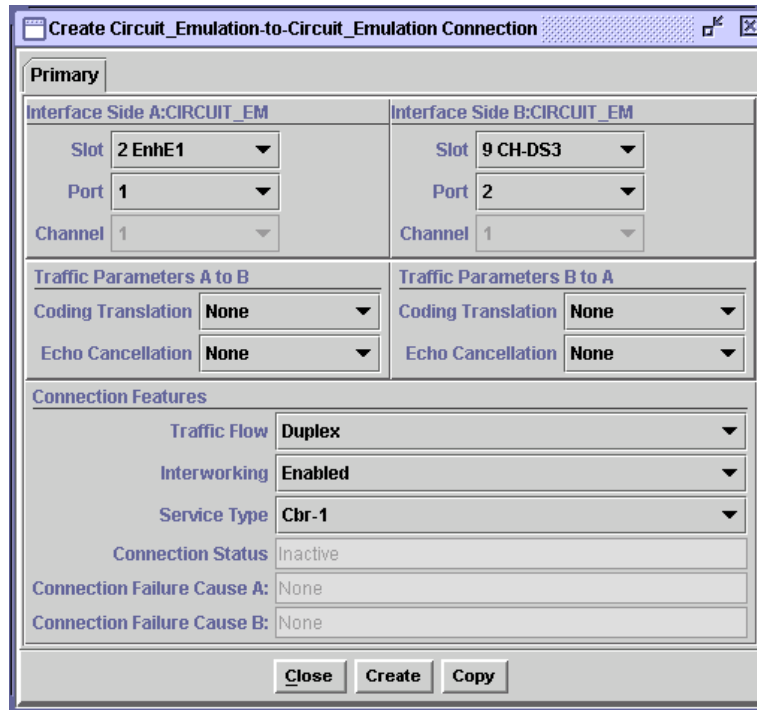 Create Circuit_Emulation-to-Circuit_Emulation Connection
Primary
Interface Side A:CIRCUIT_EM
Slot 2 EnhE1
Port 1
Channel 1
Interface Side B:CIRCUIT_EM
Slot 9 CH-DS3
Port 2
Channel 1
Traffic Parameters A to B
Coding Translation None
Echo Cancellation None
Traffic Parameters B to A
Coding Translation None
Echo Cancellation None
Connection Features
Traffic Flow Duplex
Interworking Enabled
Service Type Cbr-1
Connection Status Inactive
Connection Failure Cause A: None
Connection Failure Cause B: None
Close Create Copy